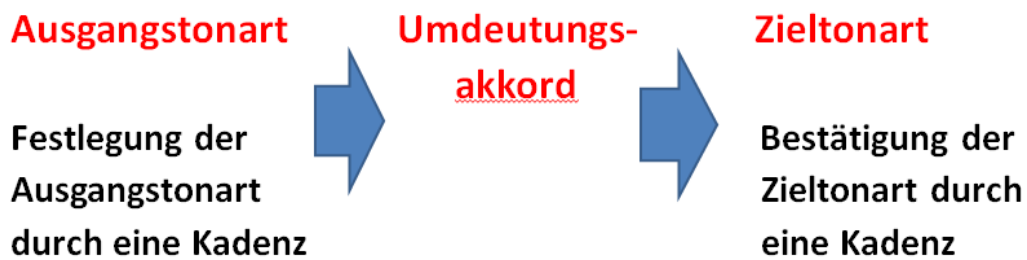 Ausgangstonart
Umdeutungs-
akkord
Zieltonart
Festlegung der
Ausgangstonart
durch eine Kadenz
Bestätigung der
Zieltonart durch
eine Kadenz